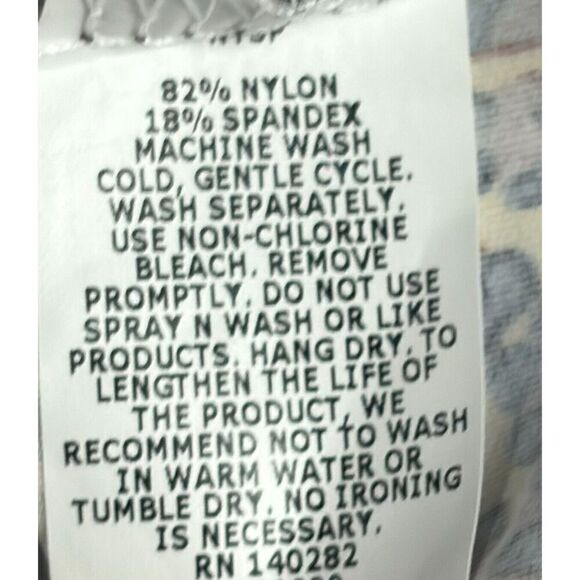 82% NYLON
18% SPANDEX
MACHINE WASH
COLD, GENTLE CYCLE.
WASH SEPARATELY.
USE NON-CHLORINE
BLEACH. REMOVE
PROMPTLY. DO NOT USE
SPRAY N WASH OR LIKE
PRODUCTS. HANG DRY. TO
LENGTHEN THE LIFE OF
THE PRODUCT, WE
RECOMMEND NOT TO WASH
IN WARM WATER OR
TUMBLE DRY. NO IRONING
IS NECESSARY.
RN 140282